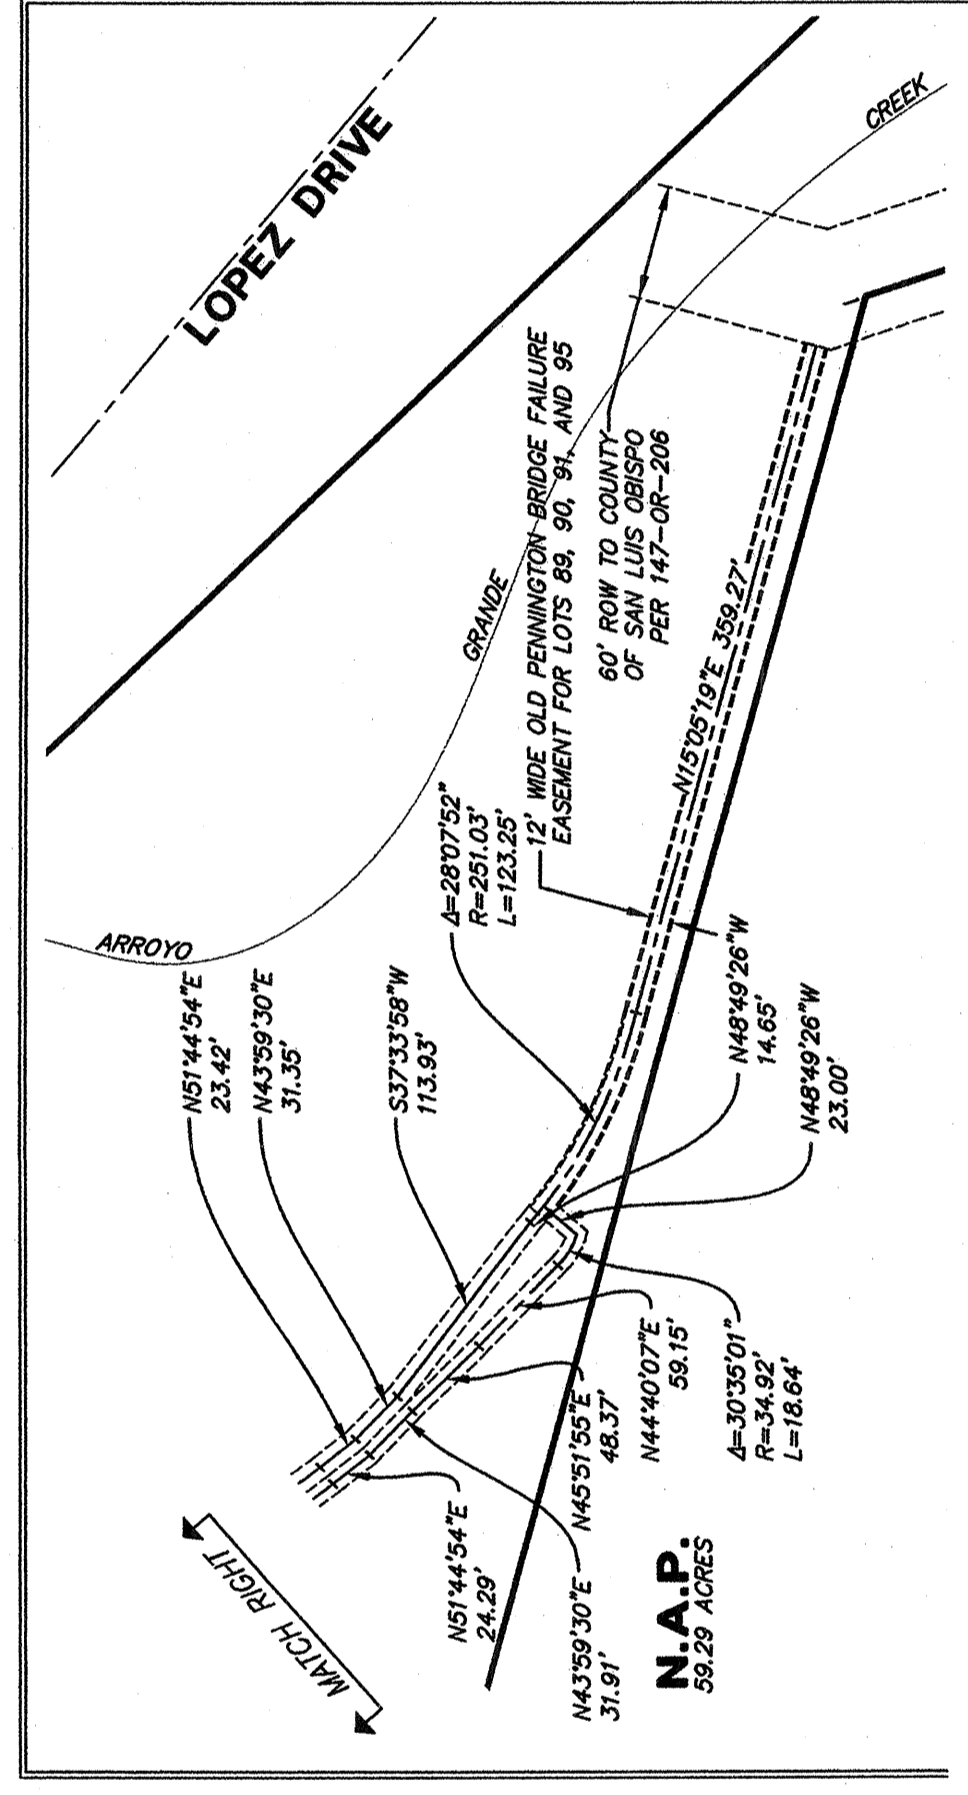 LOPEZ DRIVE
CREEK
GRANDE
ARROYO
12' WIDE OLD PENNINGTON BRIDGE FAILURE
EASEMENT FOR LOTS 89, 90, 91, AND 95
60' ROW TO COUNTY
OF SAN LUIS OBISPO
PER 147-OR-206
N15°05'19"E 359.27'
Δ=28°07'52"
R=251.03'
L=123.25'
N51°44'54"E
23.42'
N43°59'30"E
31.35'
S37°33'58"W
113.93'
N48°49'26"W
14.65'
N48°49'26"W
23.00'
MATCH RIGHT
N51°44'54"E
24.29'
N43°59'30"E
31.91'
N45°51'55"E
48.37'
N44°40'07"E
59.15'
Δ=30°35'01"
R=34.92'
L=18.64'
N.A.P.
59.29 ACRES